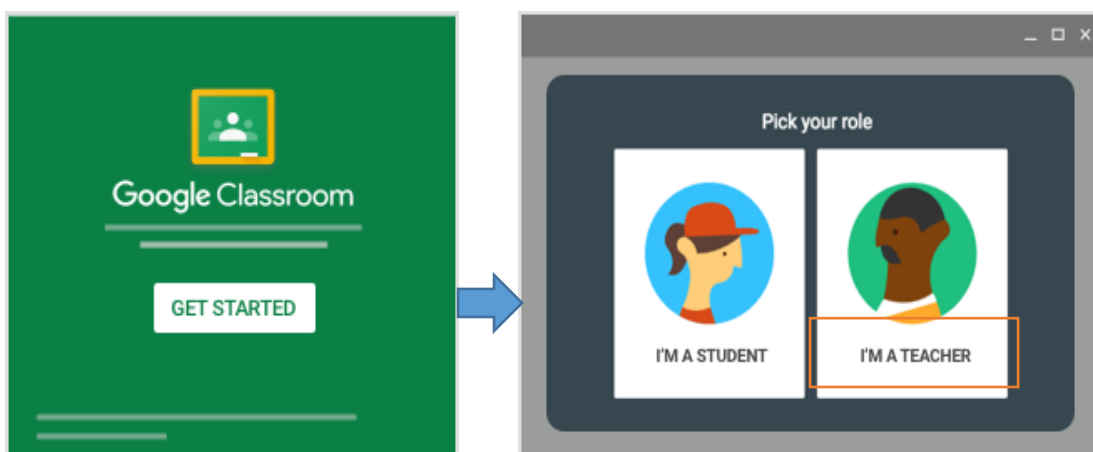 Google Classroom
GET STARTED
Pick your role
I'M A STUDENT
I'M A TEACHER